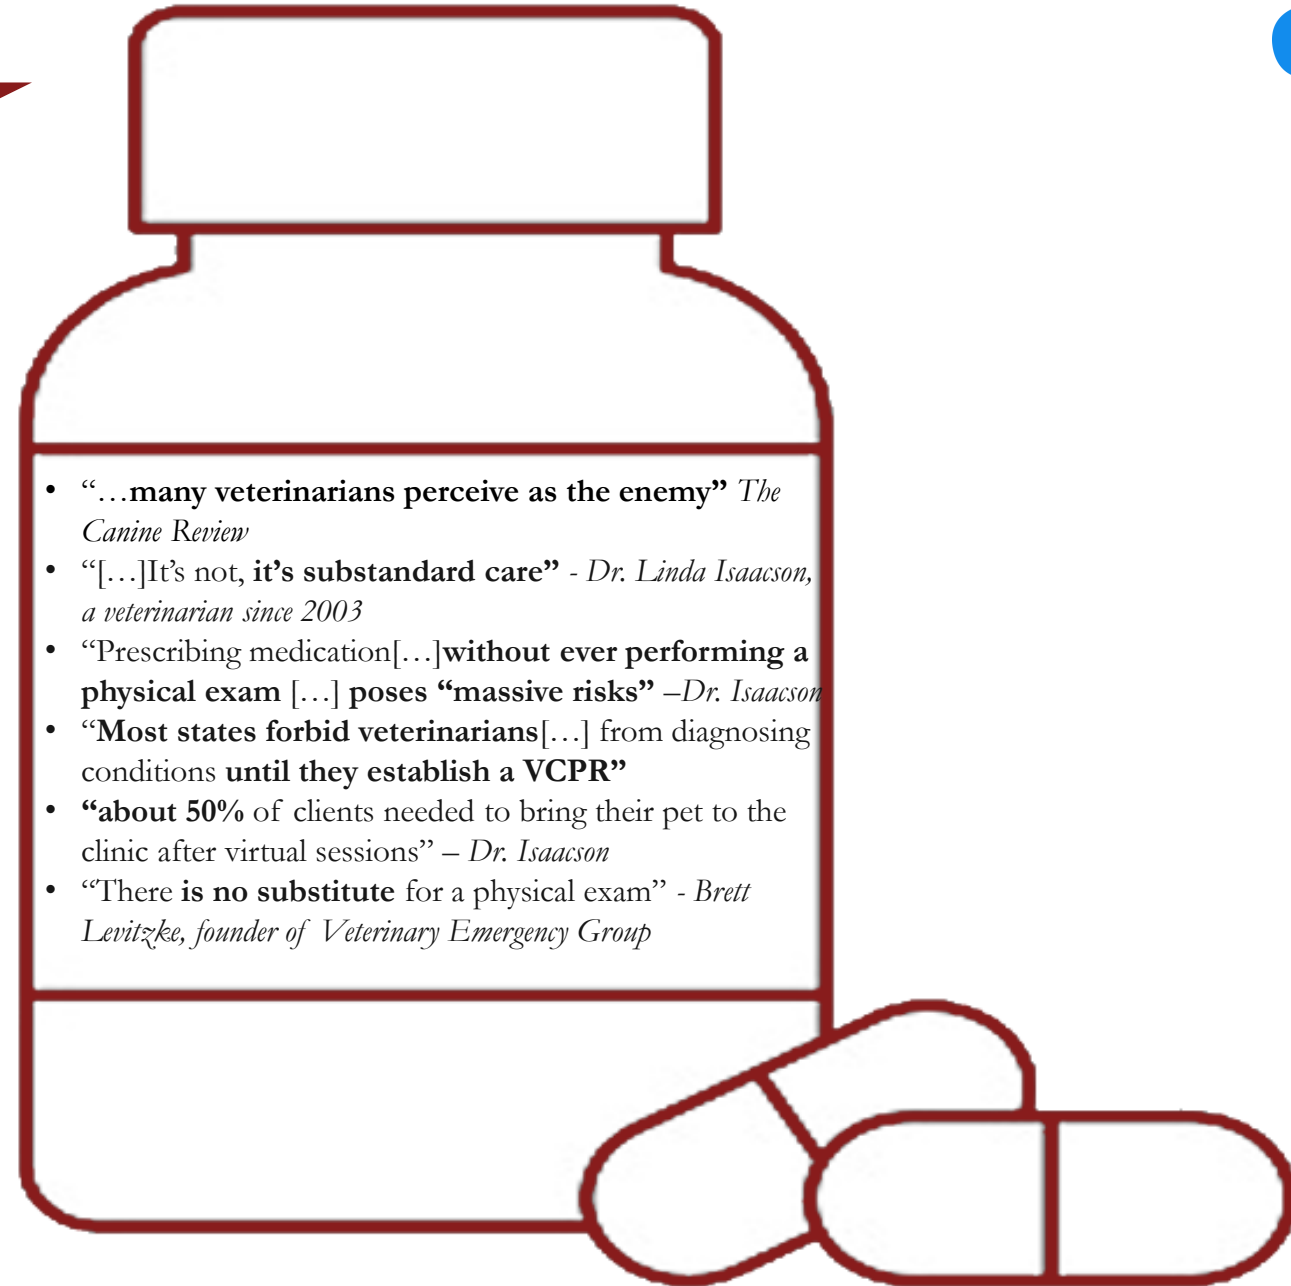 • “…many veterinarians perceive as the enemy” The
Canine Review
• “[…]It’s not, it’s substandard care” - Dr. Linda Isaacson,
a veterinarian since 2003
• “Prescribing medication[…]without ever performing a
physical exam […] poses “massive risks” –Dr. Isaacson
• “Most states forbid veterinarians[…] from diagnosing
conditions until they establish a VCPR”
• “about 50% of clients needed to bring their pet to the
clinic after virtual sessions” – Dr. Isaacson
• “There is no substitute for a physical exam” - Brett
Levitzke, founder of Veterinary Emergency Group